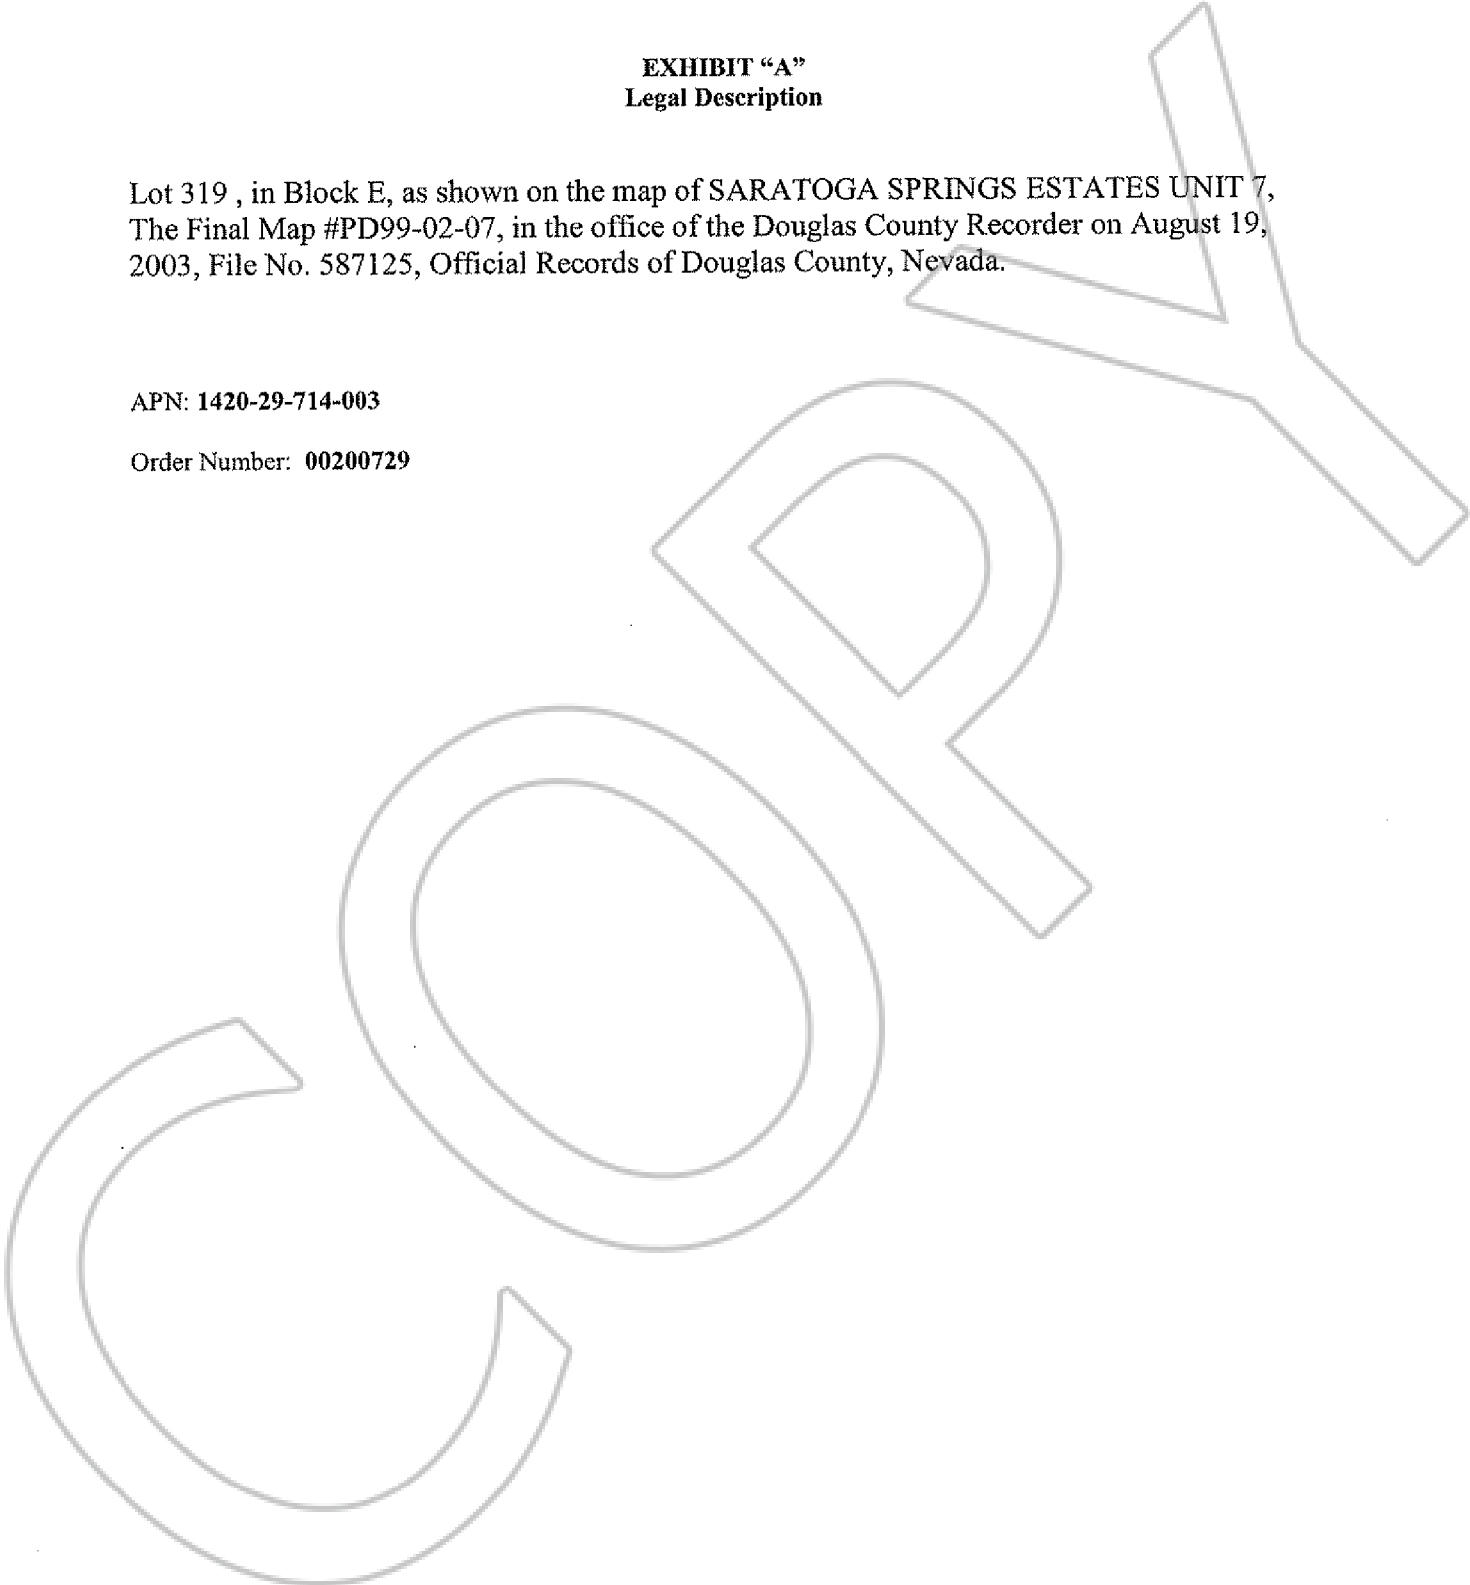 EXHIBIT “A”
Legal Description
Lot 319 , in Block E, as shown on the map of SARATOGA SPRINGS ESTATES UNIT 7,
The Final Map #PD99-02-07, in the office of the Douglas County Recorder on August 19,
2003, File No. 587125, Official Records of Douglas County, Nevada.
APN: 1420-29-714-003
Order Number: 00200729
COPY